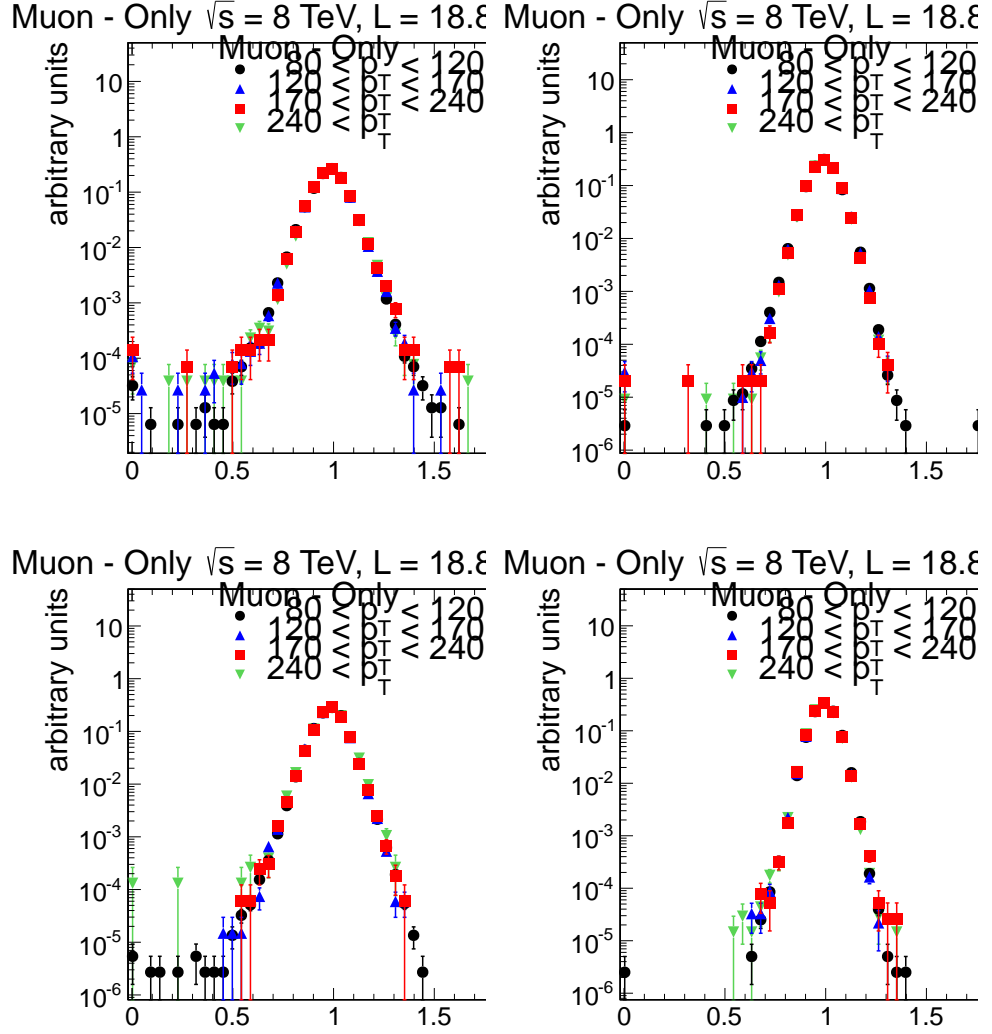 Muon - Only √s = 8 TeV, L = 18.8
Muon - Only
80 < p_T < 120
120 < p_T < 170
170 < p_T < 240
240 < p_T
arbitrary units
10
1
10^-1
10^-2
10^-3
10^-4
10^-5
0 0.5 1 1.5
Muon - Only √s = 8 TeV, L = 18.8
Muon - Only
80 < p_T < 120
120 < p_T < 170
170 < p_T < 240
240 < p_T
arbitrary units
10
1
10^-1
10^-2
10^-3
10^-4
10^-5
10^-6
0 0.5 1 1.5
Muon - Only √s = 8 TeV, L = 18.8
Muon - Only
80 < p_T < 120
120 < p_T < 170
170 < p_T < 240
240 < p_T
arbitrary units
10
1
10^-1
10^-2
10^-3
10^-4
10^-5
10^-6
0 0.5 1 1.5
Muon - Only √s = 8 TeV, L = 18.8
Muon - Only
80 < p_T < 120
120 < p_T < 170
170 < p_T < 240
240 < p_T
arbitrary units
10
1
10^-1
10^-2
10^-3
10^-4
10^-5
10^-6
0 0.5 1 1.5